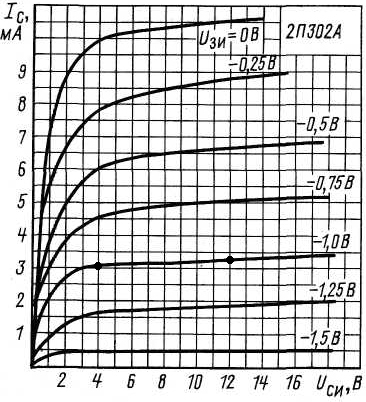 I_C,
мА
U_ЗИ=0В
2П302А
-0,25В
-0,5В
-0,75В
-1,0В
-1,25В
-1,5В
9
8
7
6
5
4
3
2
1
2 4 6 8 10 12 14 16 U_СИ,В